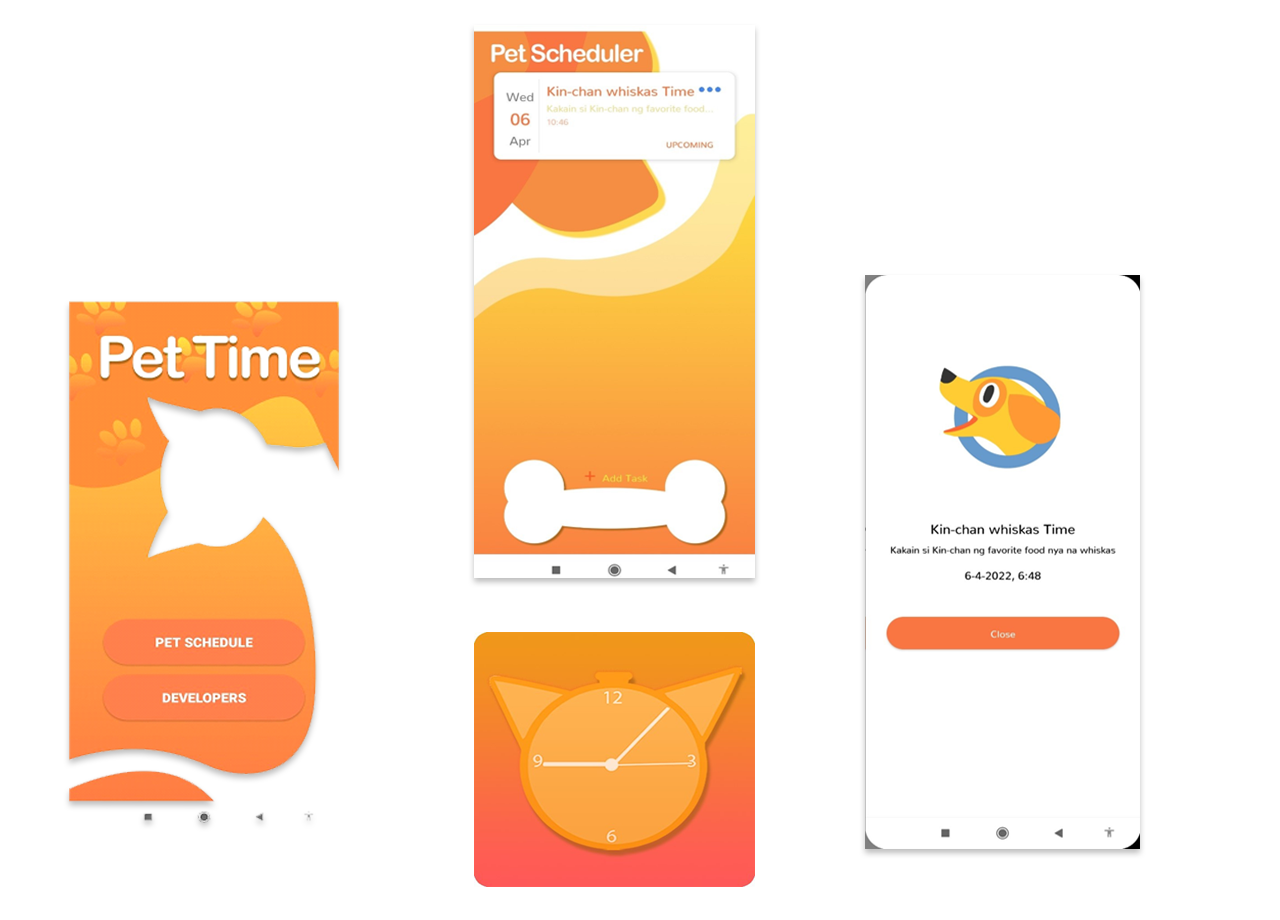 Pet Time
PET SCHEDULE
DEVELOPERS
Pet Scheduler
Wed
06
Apr
Kin-chan whiskas Time
Kakain si Kin-chan ng favorite food...
10:46
UPCOMING
+ Add Task
12
9
3
6
Kin-chan whiskas Time
Kakain si Kin-chan ng favorite food nya na whiskas
6-4-2022, 6:48
Close